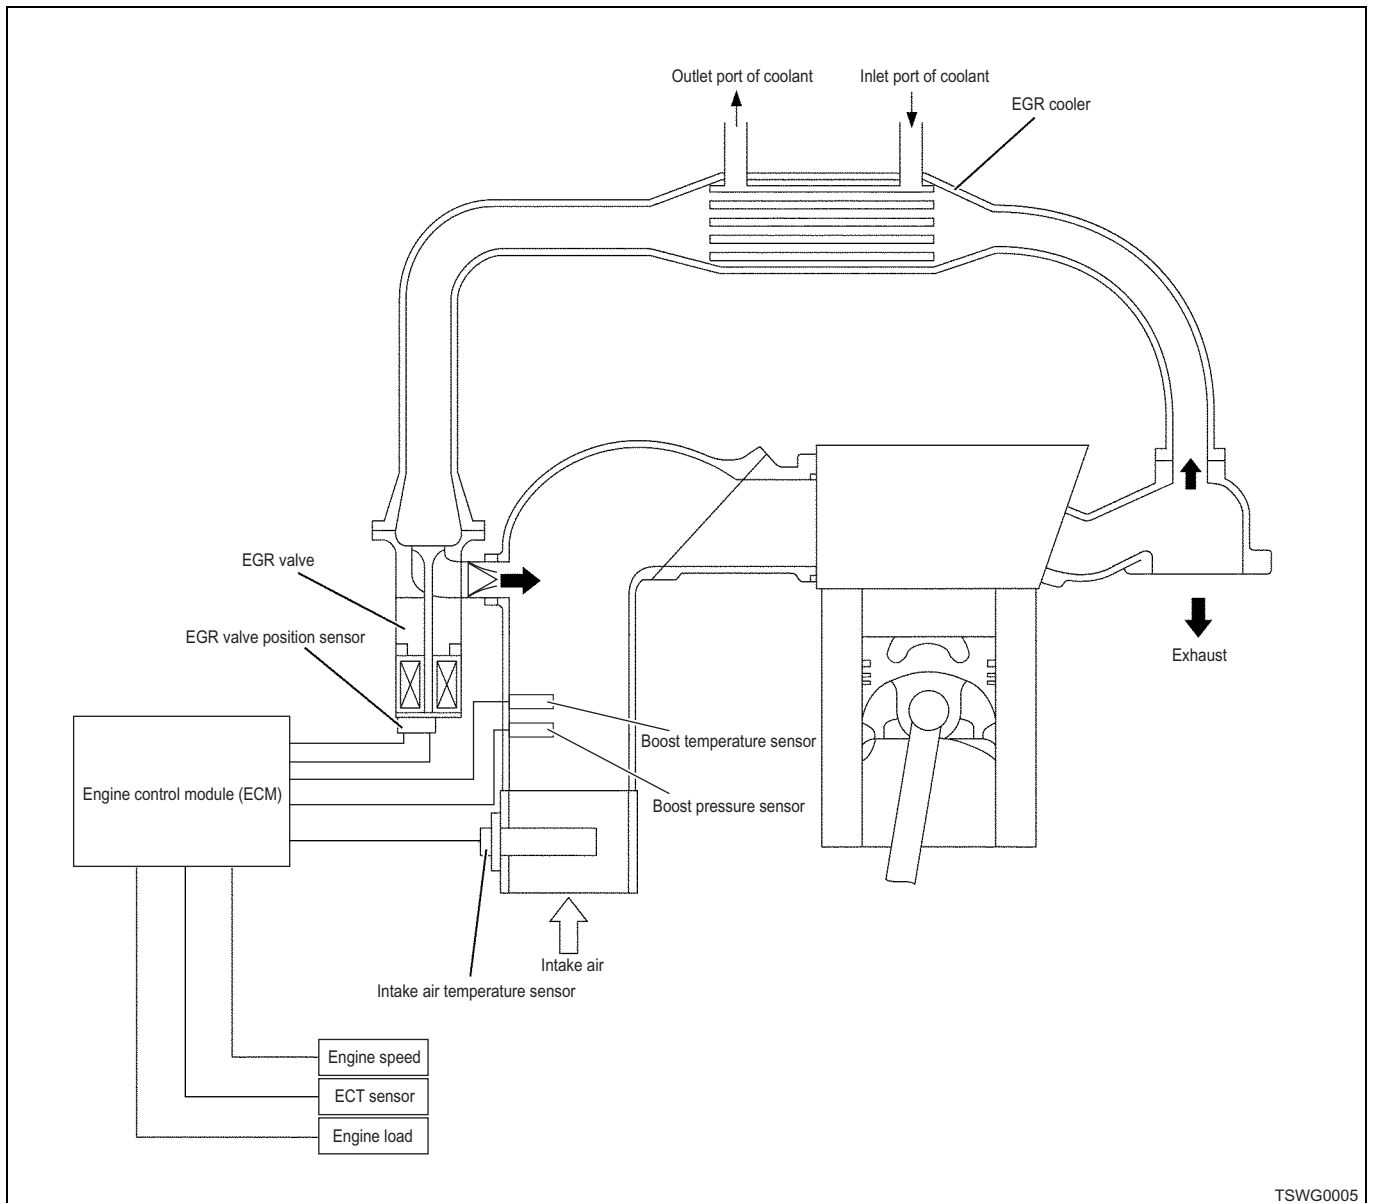 Outlet port of coolant
Inlet port of coolant
EGR cooler
EGR valve
EGR valve position sensor
Exhaust
Boost temperature sensor
Engine control module (ECM)
Boost pressure sensor
Intake air
Intake air temperature sensor
Engine speed
ECT sensor
Engine load
TSWG0005